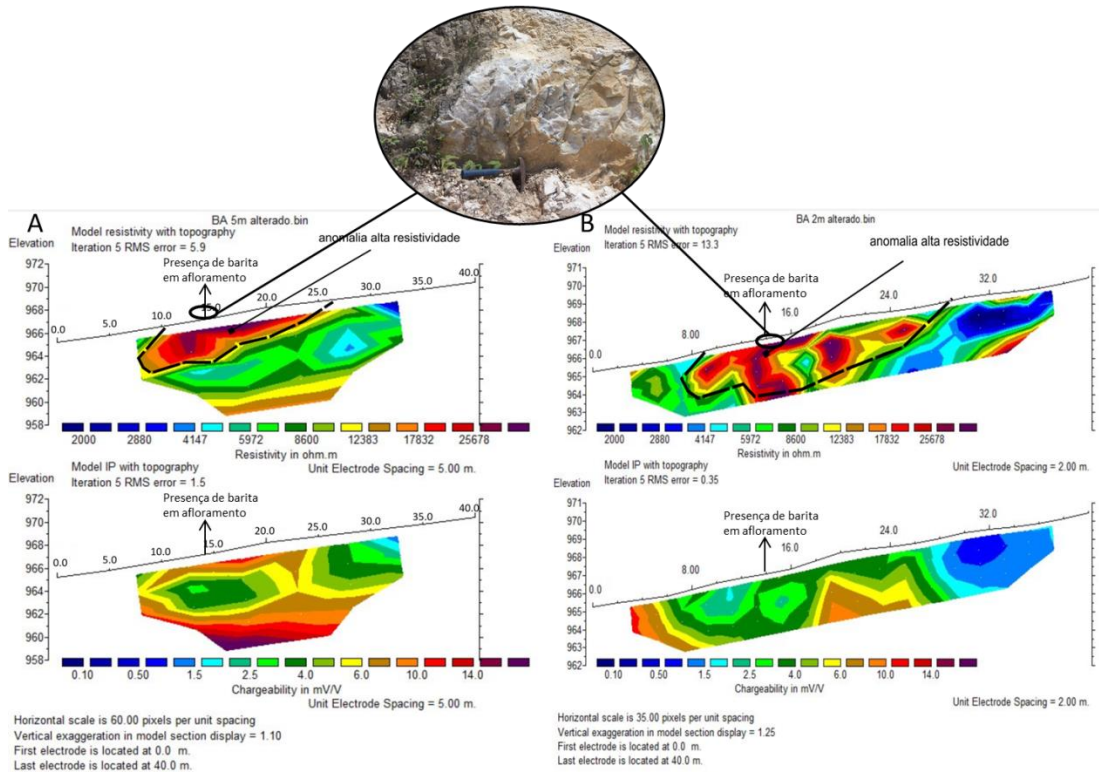 A
BA 5m alterado.bin
Model resistivity with topography
Iteration 5 RMS error = 5.9
Elevation
anomalia alta resistividade
Presença de barita
em afloramento
972
970
968
966
964
962
960
958
0.0 5.0 10.0 15.0 20.0 25.0 30.0 35.0 40.0
2000 2880 4147 5972 8600 12383 17832 25678
Resistivity in ohm.m
Unit Electrode Spacing = 5.00 m.
Model IP with topography
Iteration 5 RMS error = 1.5
Elevation
Presença de barita
em afloramento
972
970
968
966
964
962
960
958
0.0 5.0 10.0 15.0 20.0 25.0 30.0 35.0 40.0
0.10 0.50 1.5 2.5 4.0 6.0 10.0 14.0
Chargeability in mV/V
Unit Electrode Spacing = 5.00 m.
Horizontal scale is 60.00 pixels per unit spacing
Vertical exaggeration in model section display = 1.10
First electrode is located at 0.0 m.
Last electrode is located at 40.0 m.
B
BA 2m alterado.bin
Model resistivity with topography
Iteration 5 RMS error = 13.3
Elevation
anomalia alta resistividade
Presença de barita
em afloramento
971
970
969
968
967
966
965
964
963
962
0.0 8.00 16.0 24.0 32.0
2000 2880 4147 5972 8600 12383 17832 25678
Resistivity in ohm.m
Unit Electrode Spacing = 2.00 m.
Model IP with topography
Iteration 5 RMS error = 0.35
Elevation
Presença de barita
em afloramento
971
970
969
968
967
966
965
964
963
962
0.0 8.00 16.0 24.0 32.0
0.10 0.50 1.5 2.5 4.0 6.0 10.0 14.0
Chargeability in mV/V
Unit Electrode Spacing = 2.00 m.
Horizontal scale is 35.00 pixels per unit spacing
Vertical exaggeration in model section display = 1.25
First electrode is located at 0.0 m.
Last electrode is located at 40.0 m.